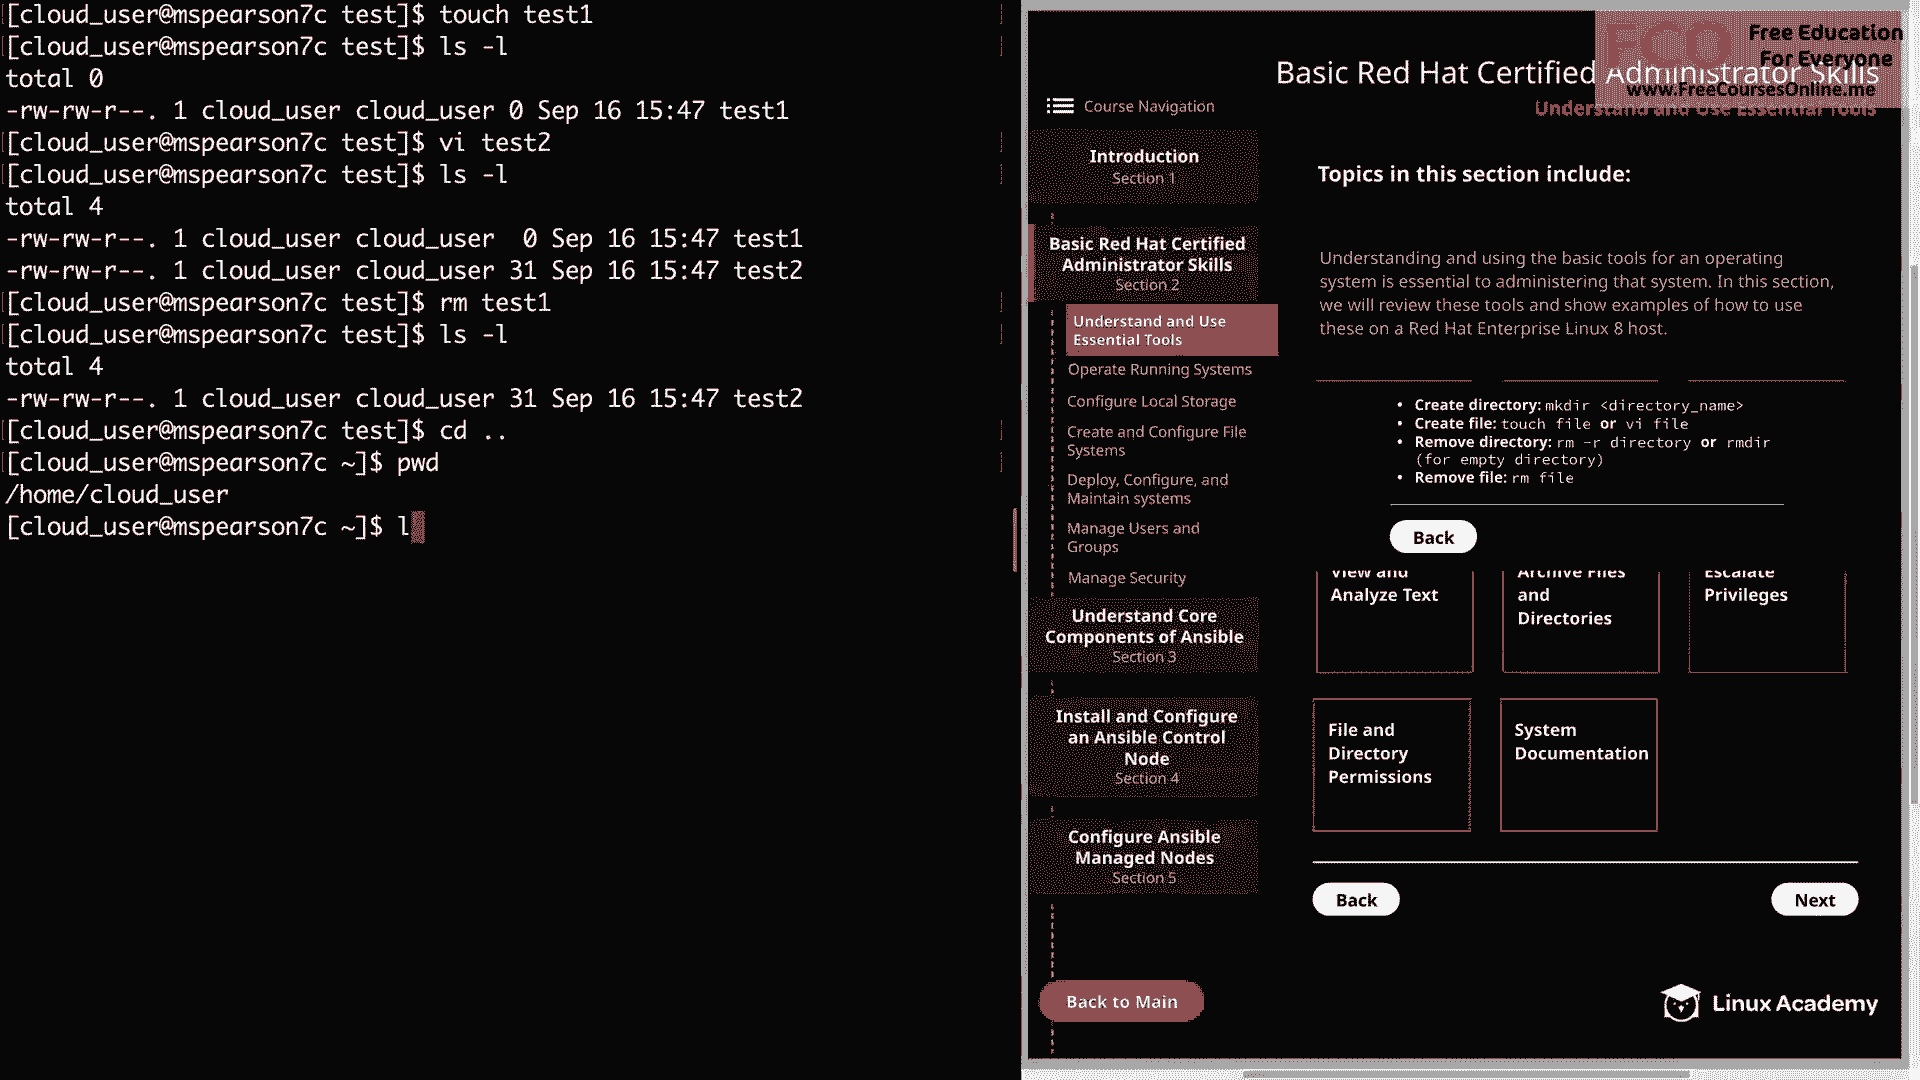 [cloud_user@mspearson7c test]$ touch test1
[cloud_user@mspearson7c test]$ ls -l
total 0
-rw-rw-r--. 1 cloud_user cloud_user 0 Sep 16 15:47 test1
[cloud_user@mspearson7c test]$ vi test2
[cloud_user@mspearson7c test]$ ls -l
total 4
-rw-rw-r--. 1 cloud_user cloud_user  0 Sep 16 15:47 test1
-rw-rw-r--. 1 cloud_user cloud_user 31 Sep 16 15:47 test2
[cloud_user@mspearson7c test]$ rm test1
[cloud_user@mspearson7c test]$ ls -l
total 4
-rw-rw-r--. 1 cloud_user cloud_user 31 Sep 16 15:47 test2
[cloud_user@mspearson7c test]$ cd ..
[cloud_user@mspearson7c ~]$ pwd
/home/cloud_user
[cloud_user@mspearson7c ~]$ l
FCO
Free Education
For Everyone
www.FreeCoursesOnline.me
Basic Red Hat Certified Administrator Skills
Understand and Use Essential Tools
Course Navigation
Introduction
Section 1
Basic Red Hat Certified
Administrator Skills
Section 2
Understand and Use
Essential Tools
Operate Running Systems
Configure Local Storage
Create and Configure File
Systems
Deploy, Configure, and
Maintain systems
Manage Users and
Groups
Manage Security
Understand Core
Components of Ansible
Section 3
Install and Configure
an Ansible Control
Node
Section 4
Configure Ansible
Managed Nodes
Section 5
Back to Main
Topics in this section include:
Understanding and using the basic tools for an operating
system is essential to administering that system. In this section,
we will review these tools and show examples of how to use
these on a Red Hat Enterprise Linux 8 host.
• Create directory: mkdir <directory_name>
• Create file: touch file or vi file
• Remove directory: rm -r directory or rmdir
(for empty directory)
• Remove file: rm file
Back
View and
Analyze Text
Archive Files
and
Directories
Escalate
Privileges
File and
Directory
Permissions
System
Documentation
Back
Next
Linux Academy